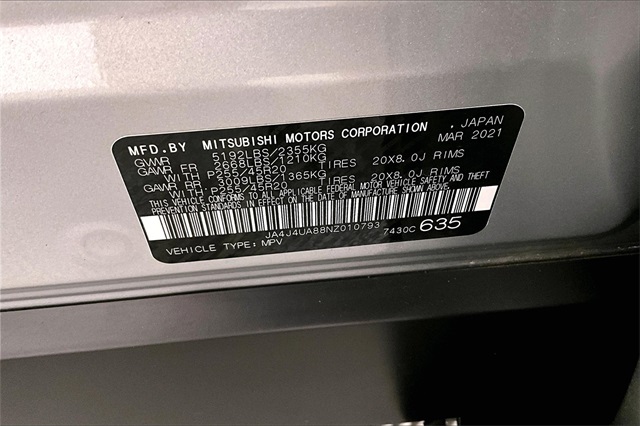 MFD.BY MITSUBISHI MOTORS CORPORATION , JAPAN
MAR 2021
GVWR 5192LBS/2355KG
GAWR FR 2668LBS/1210KG
WITH P255/45R20 TIRES 20X8.0J RIMS
GAWR RR 3009LBS/1365KG
WITH P255/45R20 TIRES 20X8.0J RIMS
THIS VEHICLE CONFORMS TO ALL APPLICABLE FEDERAL MOTOR VEHICLE SAFETY AND THEFT
PREVENTION STANDARDS IN EFFECT ON THE DATE OF MANUFACTURE SHOWN ABOVE.
JA4J4UA88NZ010793 7430C 635
VEHICLE TYPE: MPV